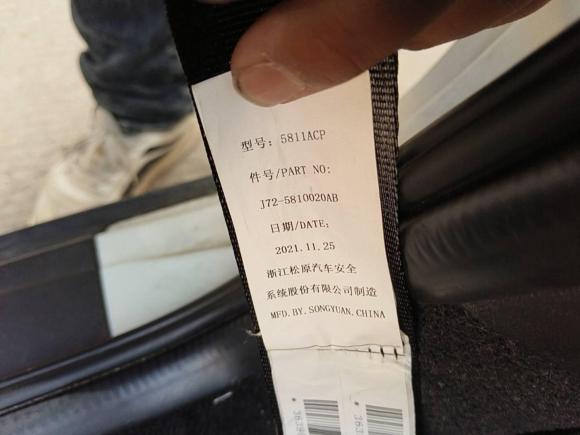 型号: 5811ACP
件号/PART NO:
J72-5810020AB
日期/DATE:
2021.11.25
浙江松原汽车安全
系统股份有限公司制造
MFD.BY.SONGYUAN.CHINA